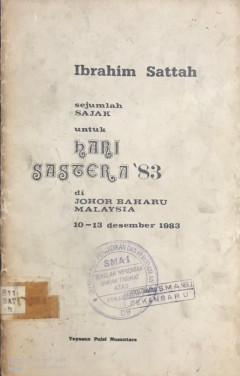 Ibrahim Sattah
sejumlah
SAJAK
untuk
HARI
SASTERA '83
di
JOHOR BAHARU
MALAYSIA
10-13 desember 1983
SMA 1
PEKANBARU
Yayasan Puisi Nusantara